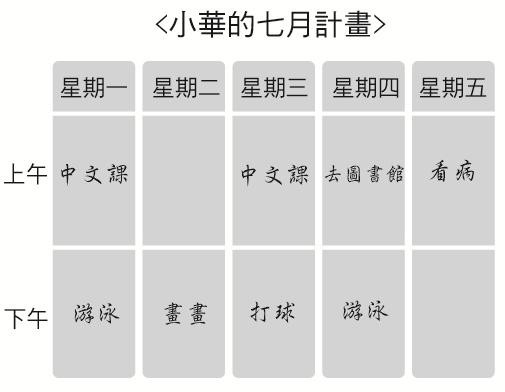 <小華的七月計畫>
星期一 星期二 星期三 星期四 星期五
上午 中文課 中文課 去圖書館 看病
下午 游泳 畫畫 打球 游泳